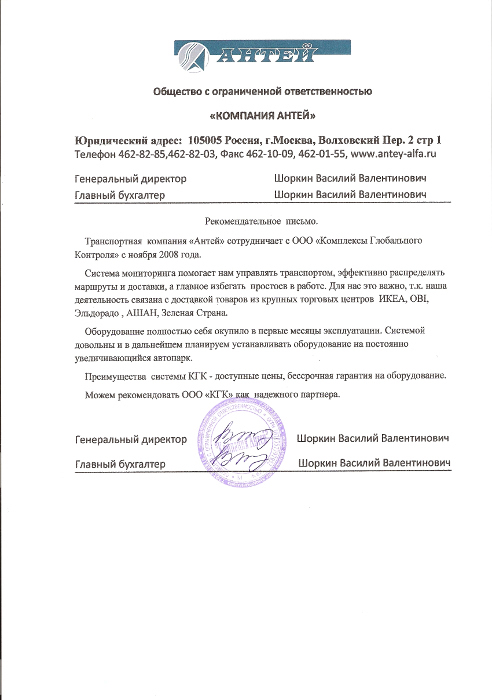 АНТЕЙ
Общество с ограниченной ответственностью
«КОМПАНИЯ АНТЕЙ»
Юридический адрес: 105005 Россия, г.Москва, Волховский Пер. 2 стр 1
Телефон 462-82-85,462-82-03, Факс 462-10-09, 462-01-55, www.antey-alfa.ru
Генеральный директор Шоркин Василий Валентинович
Главный бухгалтер Шоркин Василий Валентинович
Рекомендательное письмо.
Транспортная компания «Антей» сотрудничает с ООО «Комплексы Глобального
Контроля» с ноября 2008 года.
Система мониторинга помогает нам управлять транспортом, эффективно распределять
маршруты и доставки, а главное избегать простоев в работе. Для нас это важно, т.к. наша
деятельность связана с доставкой товаров из крупных торговых центров ИКЕА, OBI,
Эльдорадо , АШАН, Зеленая Страна.
Оборудование полностью себя окупило в первые месяцы эксплуатации. Системой
довольны и в дальнейшем планируем устанавливать оборудование на постоянно
увеличивающийся автопарк.
Преимущества системы КГК - доступные цены, бессрочная гарантия на оборудование.
Можем рекомендовать ООО «КГК» как надежного партнера.
Генеральный директор Шоркин Василий Валентинович
Главный бухгалтер Шоркин Василий Валентинович